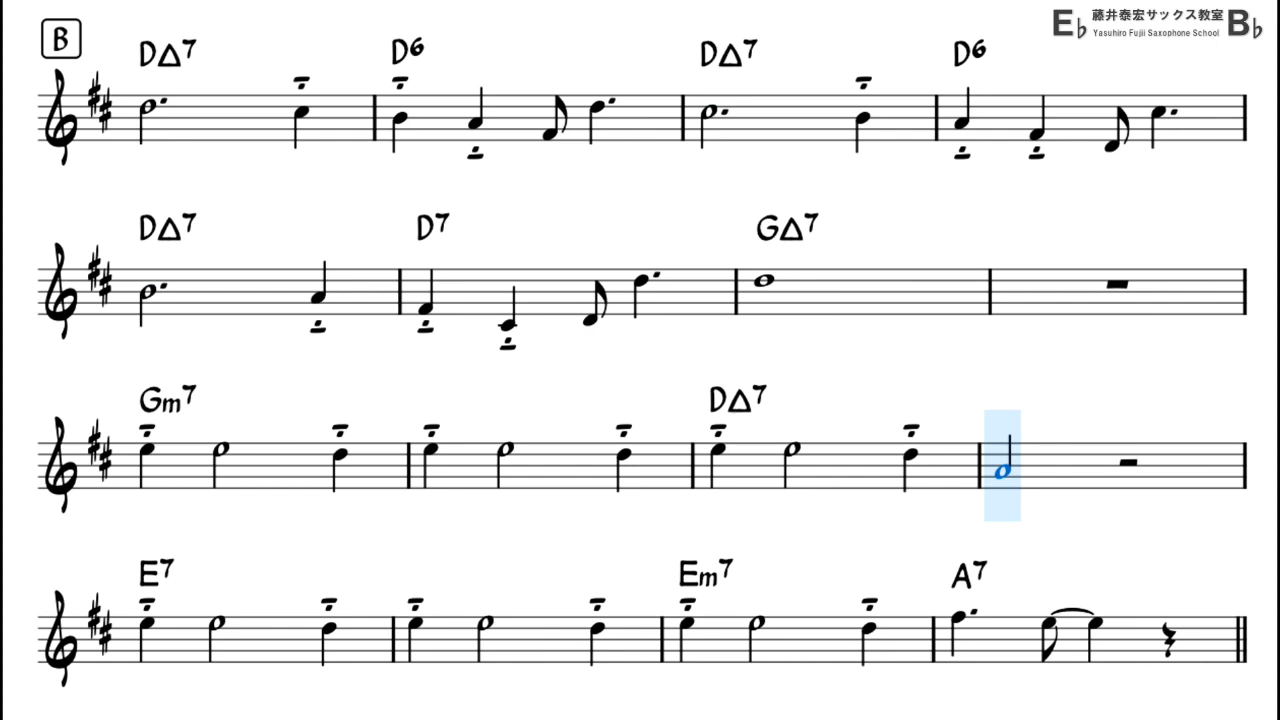 E♭ 藤井泰宏サックス教室 B♭
Yasuhiro Fujii Saxophone School
B
D△7 D6 D△7 D6
D△7 D7 G△7
Gm7 D△7
E7 Em7 A7